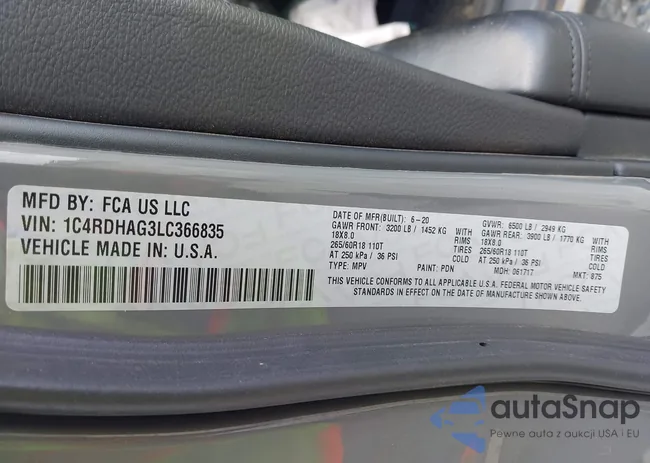 MFD BY: FCA US LLC
VIN: 1C4RDHAG3LC366835
VEHICLE MADE IN: U.S.A.
DATE OF MFR(BUILT): 6-20 GVWR: 6500 LB / 2949 KG
GAWR FRONT: 3200 LB / 1452 KG WITH GAWR REAR: 3900 LB / 1770 KG WITH
18X8.0 RIMS 18X8.0 RIMS
265/60R18 110T TIRES 265/60R18 110T TIRES
AT 250 kPa / 36 PSI COLD AT 250 kPa / 36 PSI COLD
TYPE: MPV PAINT: PDN MDH: 061717 MKT: 875
THIS VEHICLE CONFORMS TO ALL APPLICABLE U.S.A. FEDERAL MOTOR VEHICLE SAFETY
STANDARDS IN EFFECT ON THE DATE OF MANUFACTURE SHOWN ABOVE.
autaSnap
Pewne auta z aukcji USA i EU